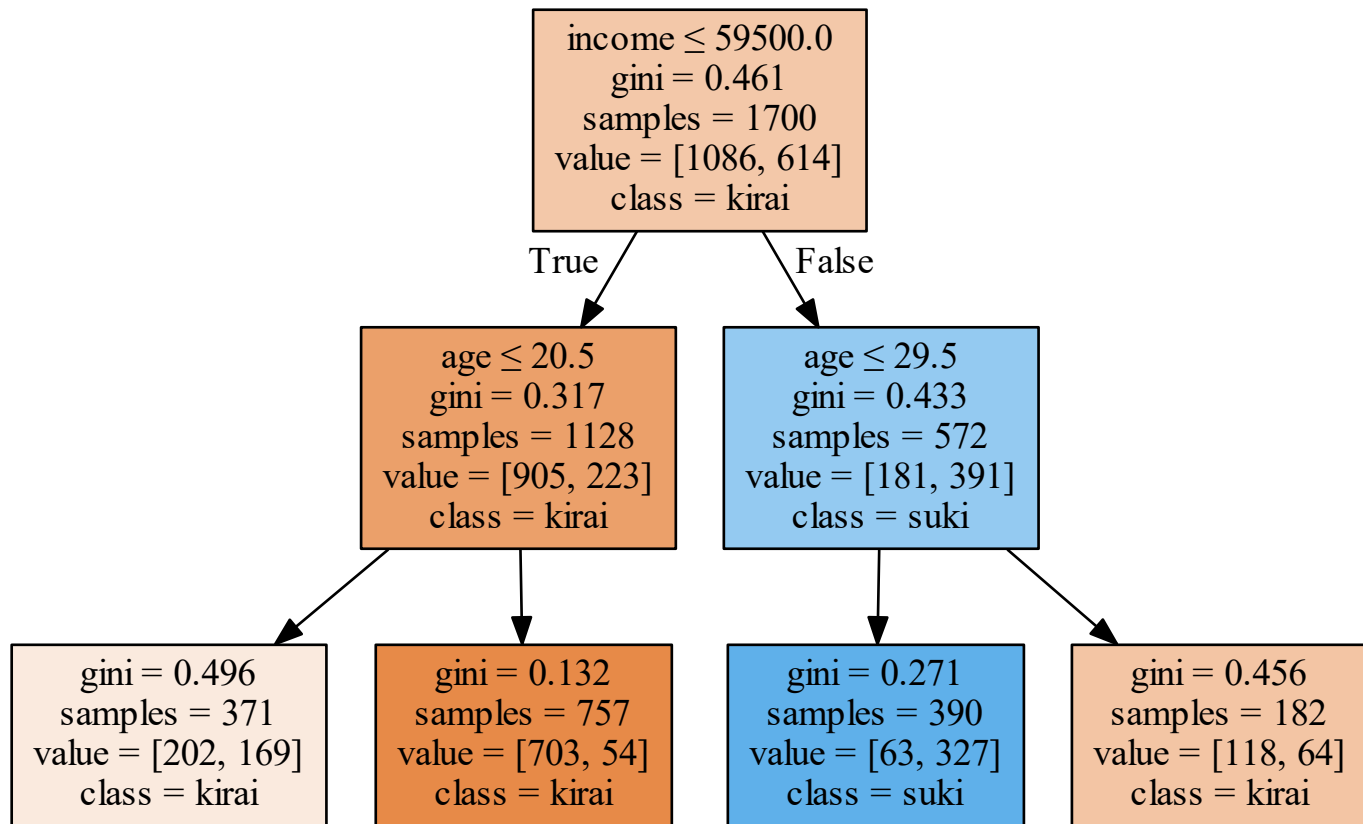 income ≤ 59500.0
gini = 0.461
samples = 1700
value = [1086, 614]
class = kirai
True
False
age ≤ 20.5
gini = 0.317
samples = 1128
value = [905, 223]
class = kirai
age ≤ 29.5
gini = 0.433
samples = 572
value = [181, 391]
class = suki
gini = 0.496
samples = 371
value = [202, 169]
class = kirai
gini = 0.132
samples = 757
value = [703, 54]
class = kirai
gini = 0.271
samples = 390
value = [63, 327]
class = suki
gini = 0.456
samples = 182
value = [118, 64]
class = kirai